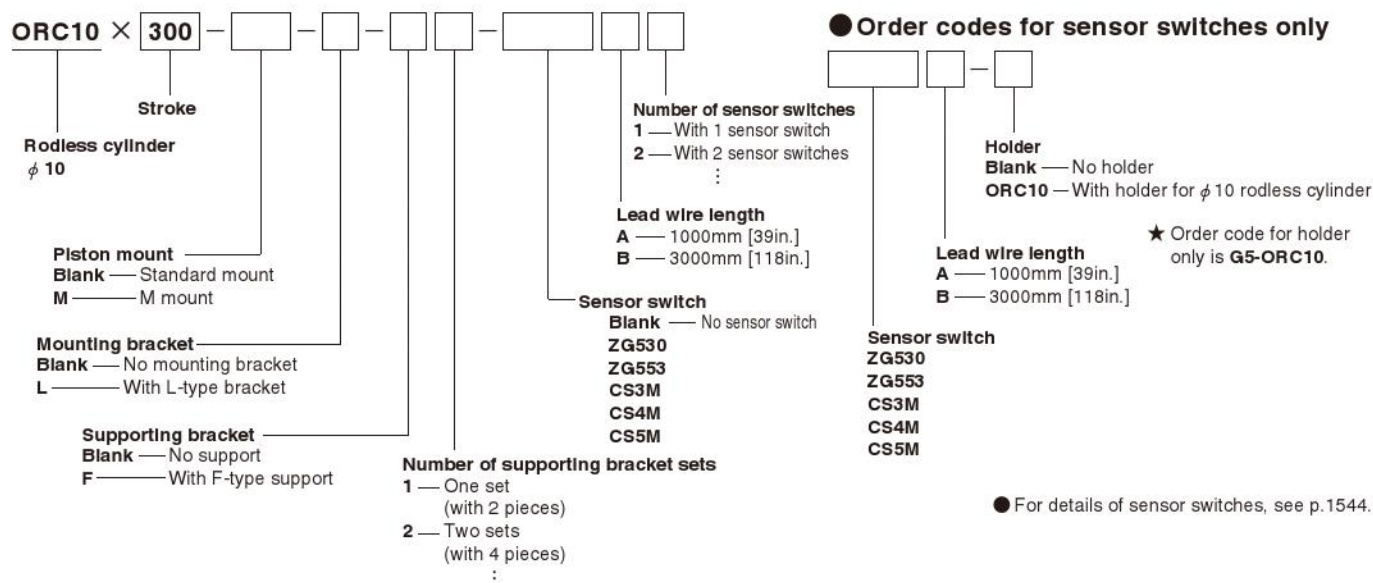 ORC10 × 300 – – – –
Stroke
Rodless cylinder
ϕ 10
Piston mount
Blank — Standard mount
M — M mount
Mounting bracket
Blank — No mounting bracket
L — With L-type bracket
Supporting bracket
Blank — No support
F — With F-type support
Number of supporting bracket sets
1 — One set
(with 2 pieces)
2 — Two sets
(with 4 pieces)
⋮
Sensor switch
Blank — No sensor switch
ZG530
ZG553
CS3M
CS4M
CS5M
Lead wire length
A — 1000mm [39in.]
B — 3000mm [118in.]
Number of sensor switches
1 — With 1 sensor switch
2 — With 2 sensor switches
⋮
● Order codes for sensor switches only
–
Holder
Blank — No holder
ORC10 — With holder for ϕ 10 rodless cylinder
★ Order code for holder
only is G5-ORC10.
Lead wire length
A — 1000mm [39in.]
B — 3000mm [118in.]
Sensor switch
ZG530
ZG553
CS3M
CS4M
CS5M
● For details of sensor switches, see p.1544.